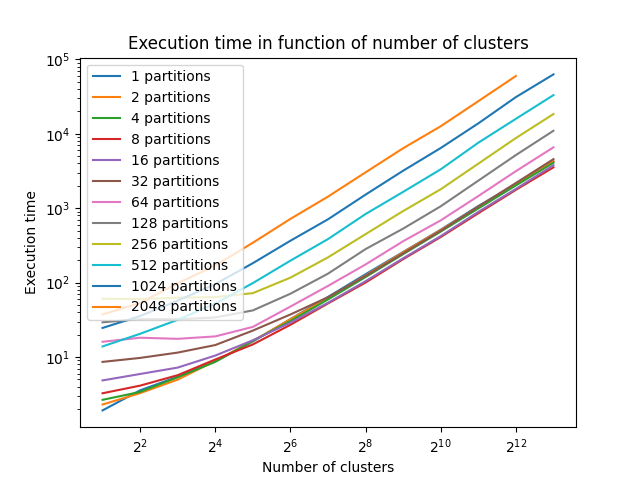 Execution time in function of number of clusters
10^5
10^4
10^3
10^2
10^1
Execution time
1 partitions
2 partitions
4 partitions
8 partitions
16 partitions
32 partitions
64 partitions
128 partitions
256 partitions
512 partitions
1024 partitions
2048 partitions
2^2 2^4 2^6 2^8 2^10 2^12
Number of clusters